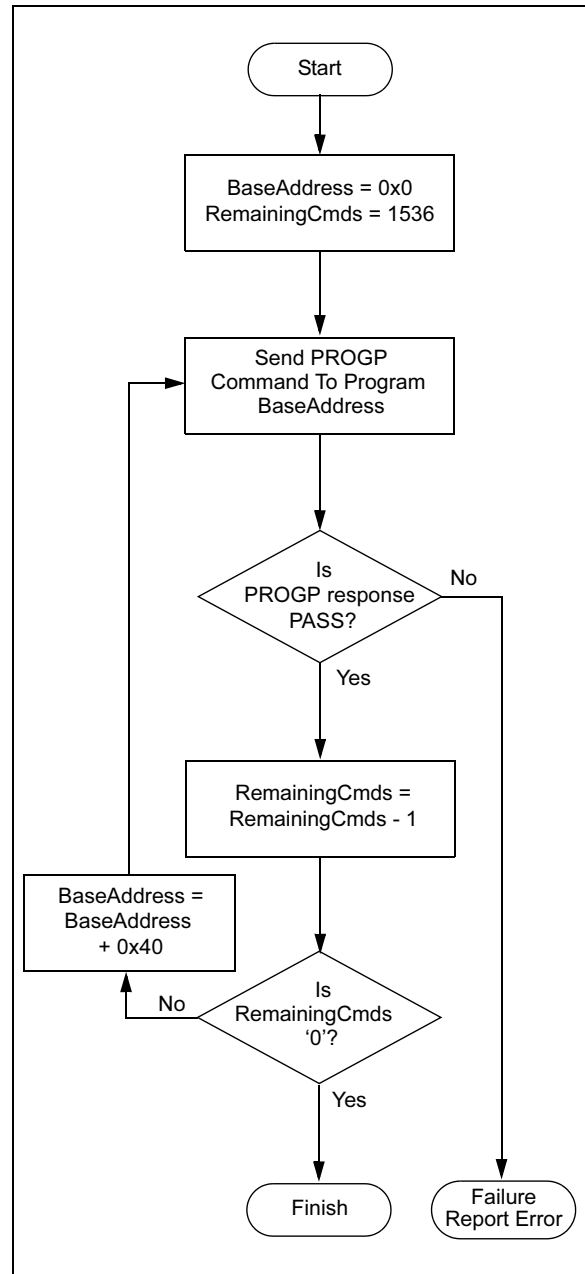 Start
BaseAddress = 0x0
RemainingCmds = 1536
Send PROGP
Command To Program
BaseAddress
Is
PROGP response
PASS?
No
Yes
RemainingCmds =
RemainingCmds - 1
BaseAddress =
BaseAddress
+ 0x40
No
Is
RemainingCmds
‘0’?
Yes
Finish
Failure
Report Error